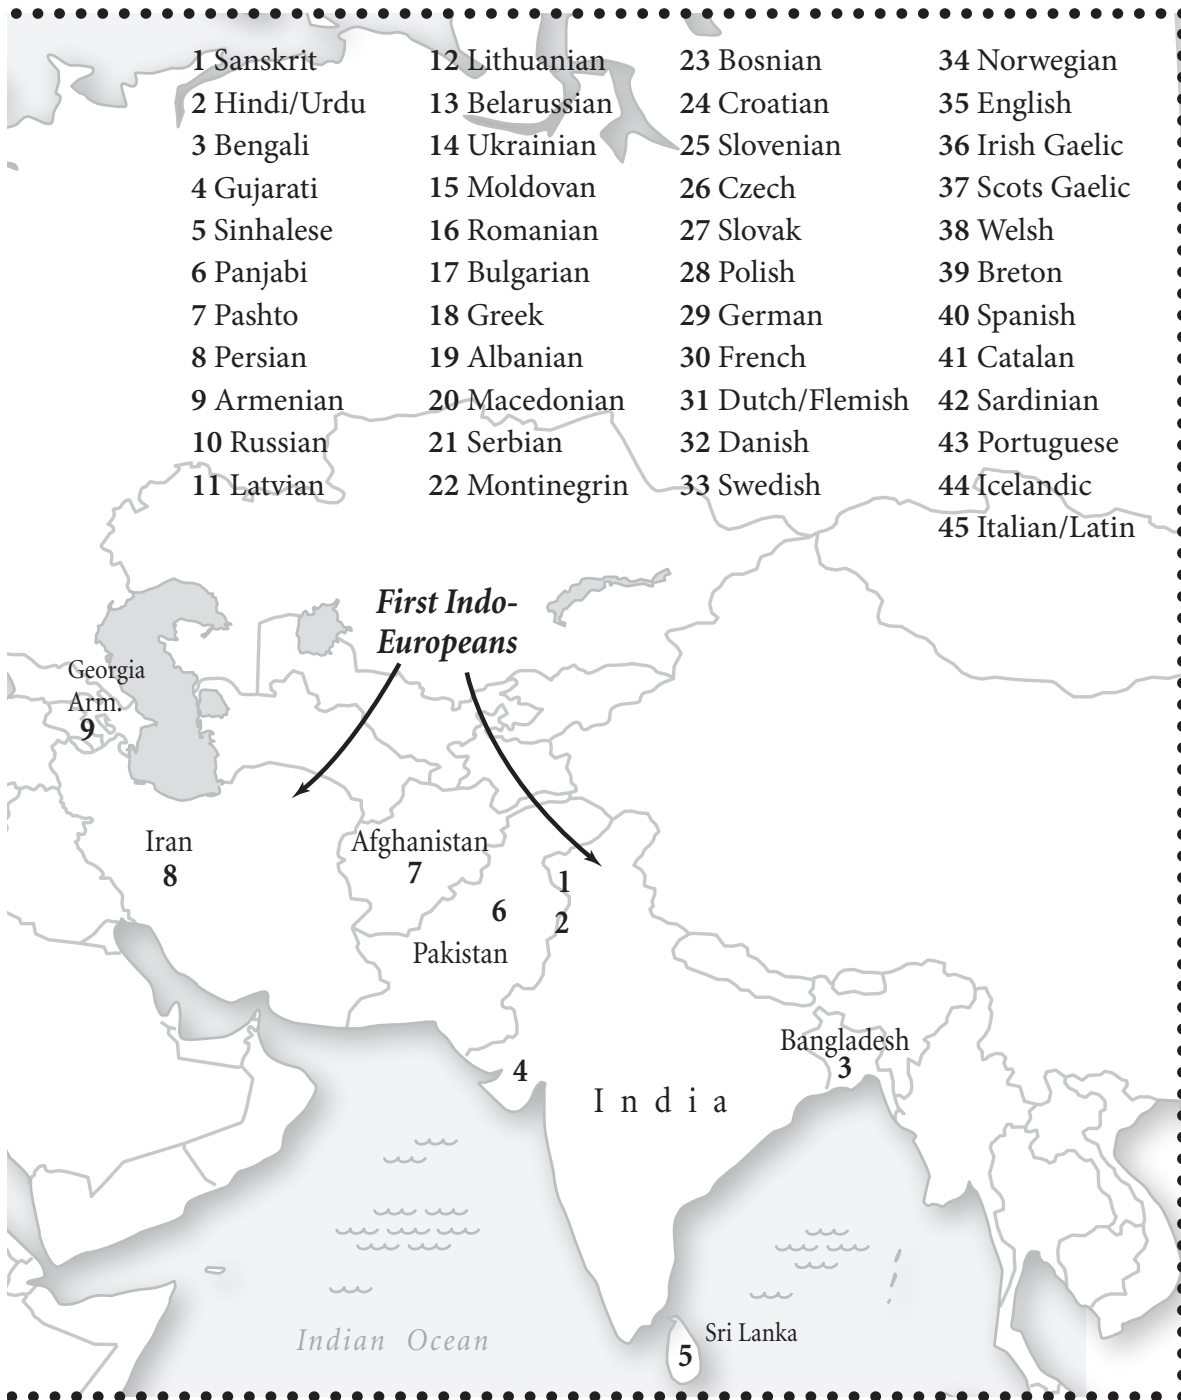 1 Sanskrit
2 Hindi/Urdu
3 Bengali
4 Gujarati
5 Sinhalese
6 Panjabi
7 Pashto
8 Persian
9 Armenian
10 Russian
11 Latvian
12 Lithuanian
13 Belarussian
14 Ukrainian
15 Moldovan
16 Romanian
17 Bulgarian
18 Greek
19 Albanian
20 Macedonian
21 Serbian
22 Montinegrin
23 Bosnian
24 Croatian
25 Slovenian
26 Czech
27 Slovak
28 Polish
29 German
30 French
31 Dutch/Flemish
32 Danish
33 Swedish
34 Norwegian
35 English
36 Irish Gaelic
37 Scots Gaelic
38 Welsh
39 Breton
40 Spanish
41 Catalan
42 Sardinian
43 Portuguese
44 Icelandic
45 Italian/Latin
First Indo-
Europeans
Georgia
Arm.
9
Iran
8
Afghanistan
7
1
6
2
Pakistan
Bangladesh
3
4
India
Sri Lanka
5
Indian Ocean